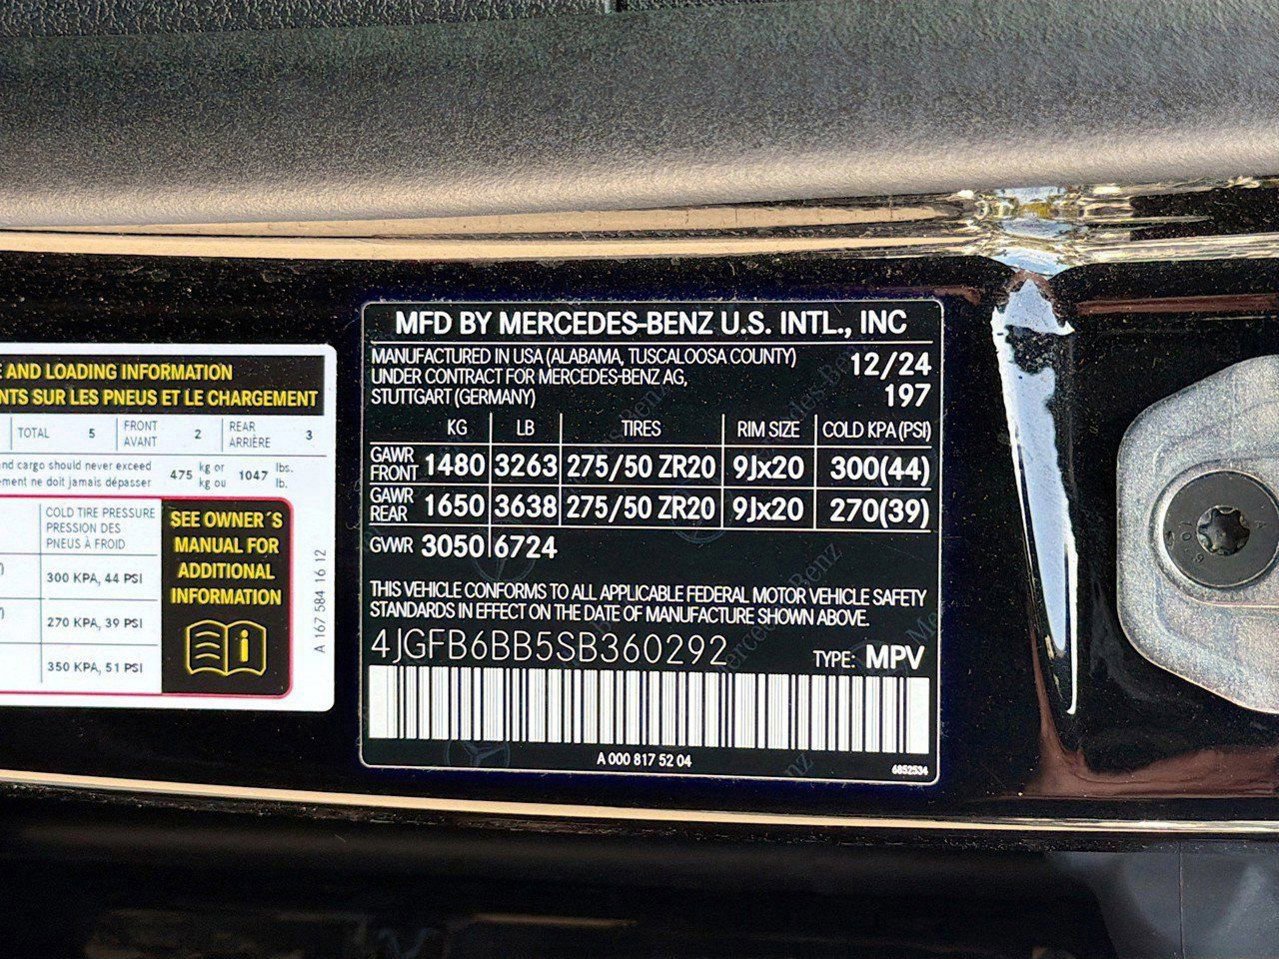 E AND LOADING INFORMATION
NTS SUR LES PNEUS ET LE CHARGEMENT
TOTAL 5 FRONT AVANT 2 REAR ARRIÈRE 3
nd cargo should never exceed 475 kg or 1047 lbs.
ment ne doit jamais dépasser kg ou lb.
COLD TIRE PRESSURE
PRESSION DES
PNEUS À FROID
300 KPA, 44 PSI
270 KPA, 39 PSI
350 KPA, 51 PSI
SEE OWNER´S
MANUAL FOR
ADDITIONAL
INFORMATION
A 167 584 16 12
MFD BY MERCEDES-BENZ U.S. INTL., INC
MANUFACTURED IN USA (ALABAMA, TUSCALOOSA COUNTY) 12/24
UNDER CONTRACT FOR MERCEDES-BENZ AG,
STUTTGART (GERMANY) 197
KG LB TIRES RIM SIZE COLD KPA(PSI)
GAWR FRONT 1480 3263 275/50 ZR20 9Jx20 300(44)
GAWR REAR 1650 3638 275/50 ZR20 9Jx20 270(39)
GVWR 3050 6724
THIS VEHICLE CONFORMS TO ALL APPLICABLE FEDERAL MOTOR VEHICLE SAFETY
STANDARDS IN EFFECT ON THE DATE OF MANUFACTURE SHOWN ABOVE.
4JGFB6BB5SB360292 TYPE: MPV
A 000 817 52 04
6852534